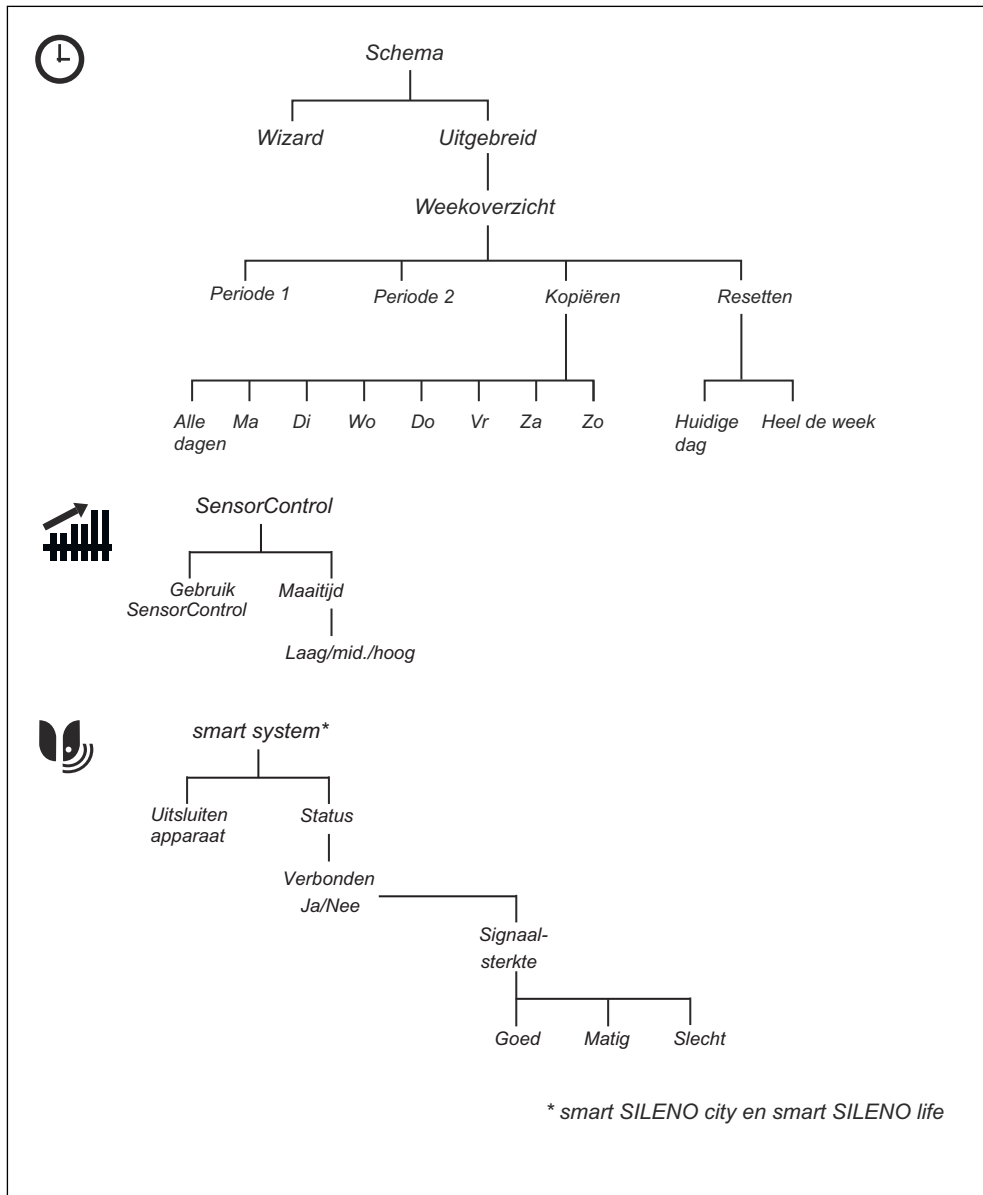 Schema
Wizard
Uitgebreid
Weekoverzicht
Periode 1
Periode 2
Kopiëren
Resetten
Alle
dagen
Ma
Di
Wo
Do
Vr
Za
Zo
Huidige
dag
Heel de week
SensorControl
Gebruik
SensorControl
Maaitijd
Laag/mid./hoog
smart system*
Uitsluiten
apparaat
Status
Verbonden
Ja/Nee
Signaal-
sterkte
Goed
Matig
Slecht
* smart SILENO city en smart SILENO life